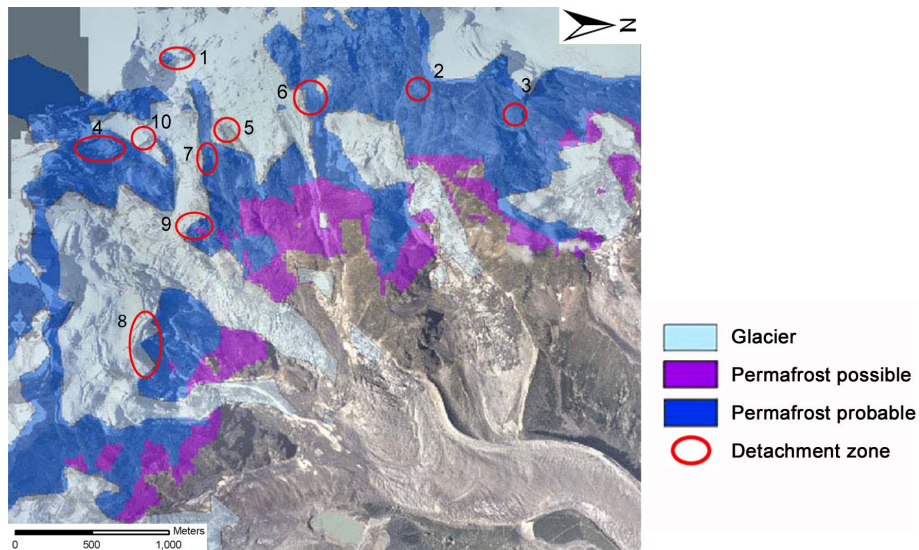 N
1
2
3
6
4
10
5
7
9
8
Glacier
Permafrost possible
Permafrost probable
Detachment zone
Meters
0 500 1,000